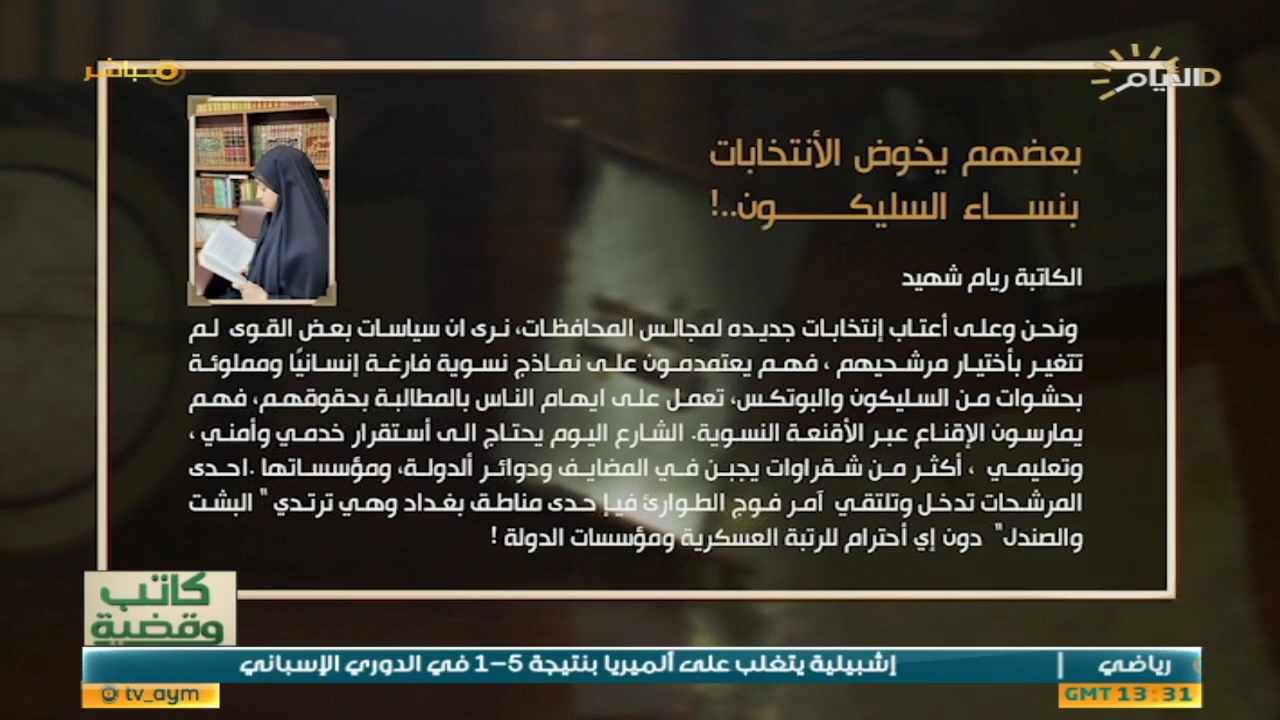 مباشر
الأيام
بعضهم يخوض الأنتخابات
بنساء السليكون..!
الكاتبة ريام شهيد
ونحن وعلى أعتاب إنتخابات جديده لمجالس المحافظات، نرى ان سياسات بعض القوى لم
تتغير بأختيار مرشحيهم ، فهم يعتمدمون على نماذج نسوية فارغة إنسانيًا ومملوئة
بحشوات من السليكون والبوتكس، تعمل على ايهام الناس بالمطالبة بحقوقهم، فهم
يمارسون الإقناع عبر الأقنعة النسوية. الشارع اليوم يحتاج الى أستقرار خدمي وأمني ،
وتعليمي ، أكثر من شقراوات يجبن في المضايف ودوائر ألدولة، ومؤسساتها .احدى
المرشحات تدخل وتلتقي آمر فوج الطوارئ فيإ حدى مناطق بغداد وهي ترتدي " البشت
والصندل" دون إي أحترام للرتبة العسكرية ومؤسسات الدولة !
كاتب
وقضية
رياضي | إشبيلية يتغلب على ألميريا بنتيجة 5-1 في الدوري الإسباني
tv_aym
GMT 13:31